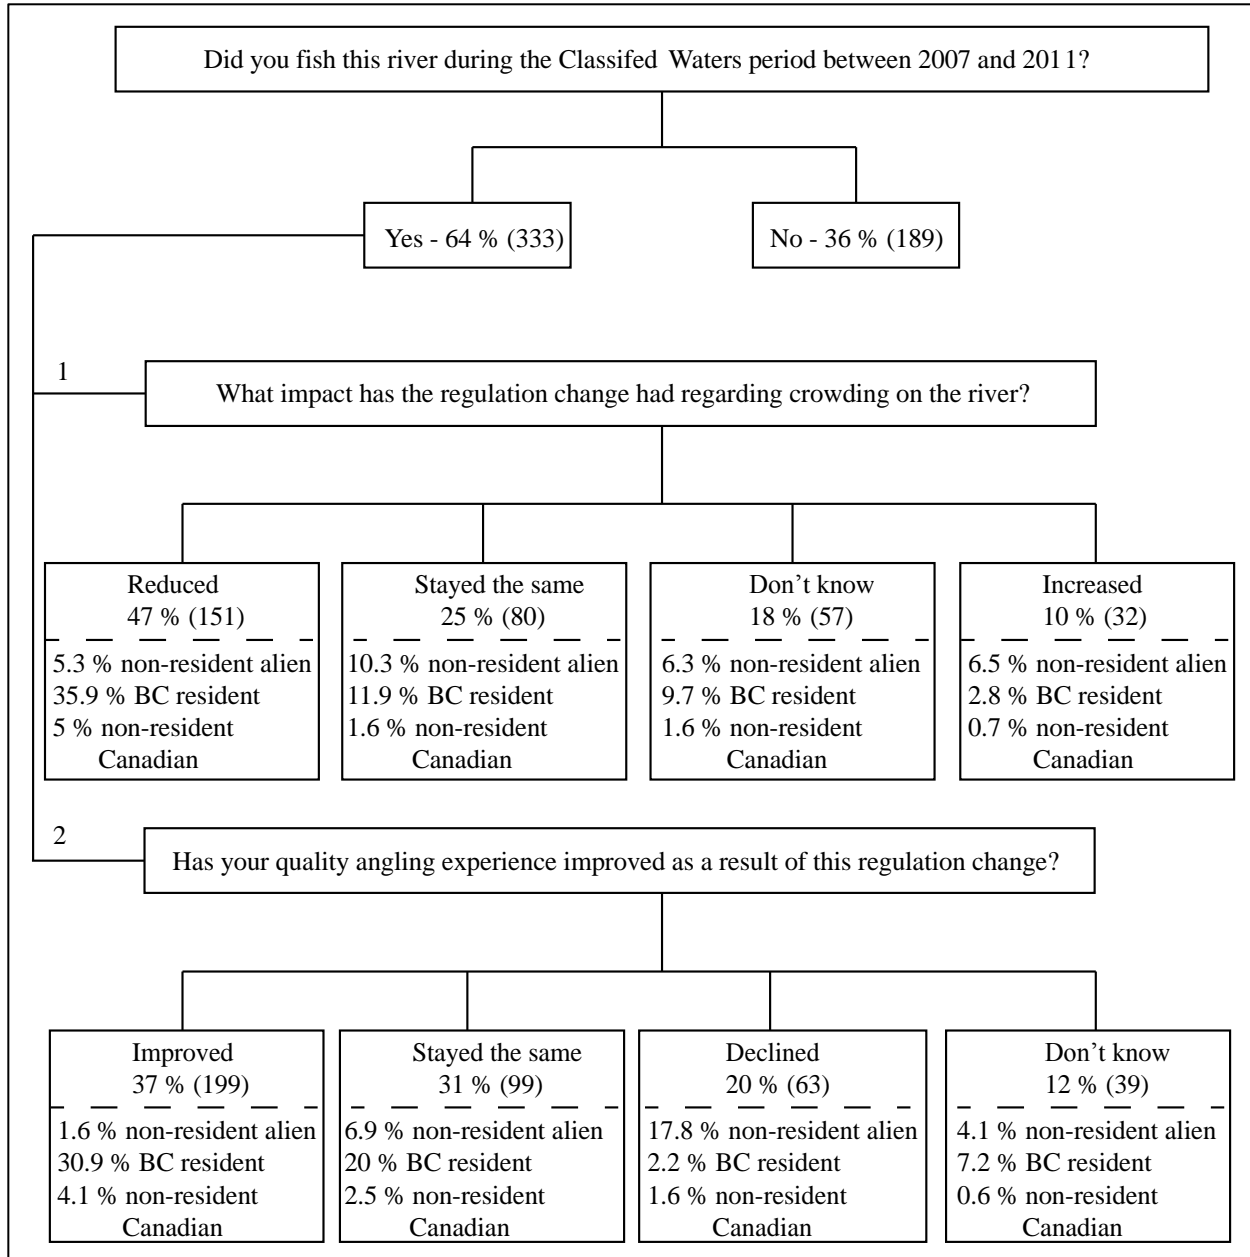 Did you fish this river during the Classifed Waters period between 2007 and 2011?
Yes - 64 % (333)
No - 36 % (189)
1
What impact has the regulation change had regarding crowding on the river?
Reduced
47 % (151)
5.3 % non-resident alien
35.9 % BC resident
5 % non-resident
Canadian
Stayed the same
25 % (80)
10.3 % non-resident alien
11.9 % BC resident
1.6 % non-resident
Canadian
Don't know
18 % (57)
6.3 % non-resident alien
9.7 % BC resident
1.6 % non-resident
Canadian
Increased
10 % (32)
6.5 % non-resident alien
2.8 % BC resident
0.7 % non-resident
Canadian
2
Has your quality angling experience improved as a result of this regulation change?
Improved
37 % (199)
1.6 % non-resident alien
30.9 % BC resident
4.1 % non-resident
Canadian
Stayed the same
31 % (99)
6.9 % non-resident alien
20 % BC resident
2.5 % non-resident
Canadian
Declined
20 % (63)
17.8 % non-resident alien
2.2 % BC resident
1.6 % non-resident
Canadian
Don't know
12 % (39)
4.1 % non-resident alien
7.2 % BC resident
0.6 % non-resident
Canadian